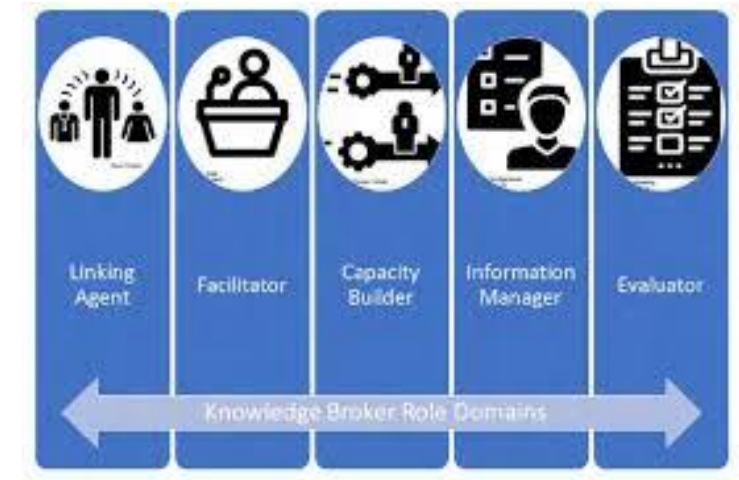 Linking
Agent
Facilitator
Capacity
Builder
Information
Manager
Evaluator
Knowledge Broker Role Domains